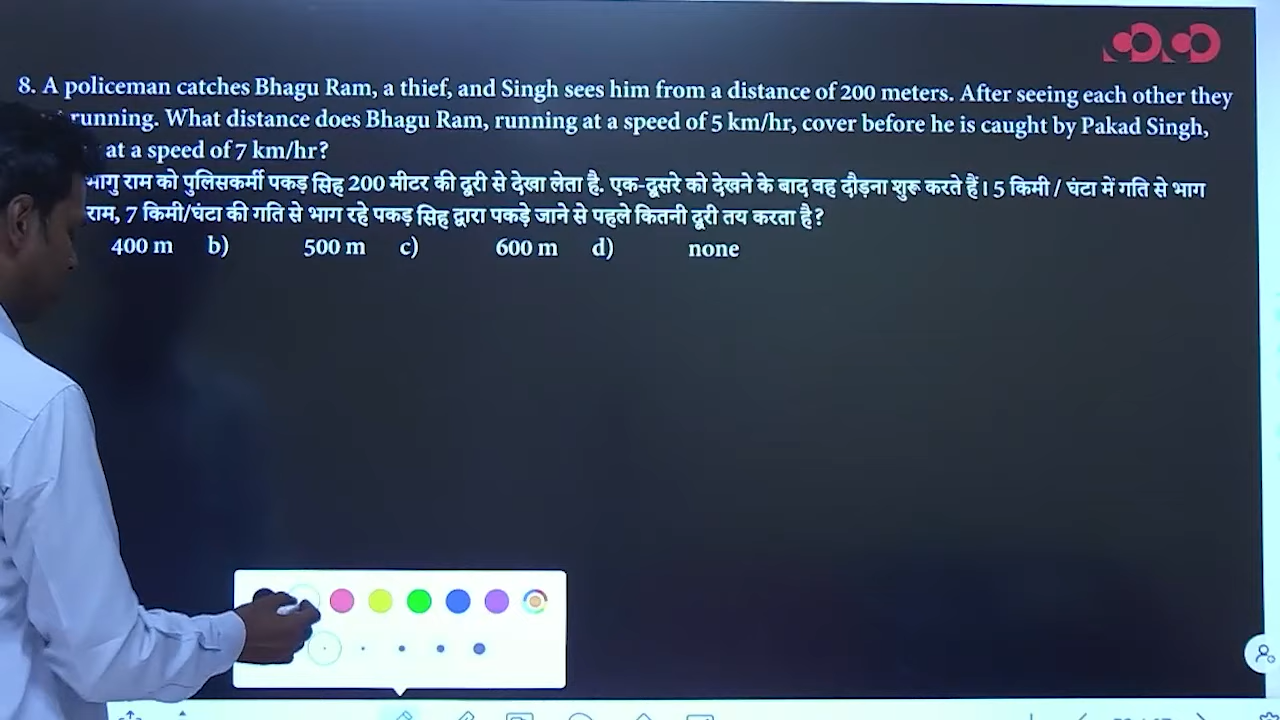 8. A policeman catches Bhagu Ram, a thief, and Singh sees him from a distance of 200 meters. After seeing each other they
running. What distance does Bhagu Ram, running at a speed of 5 km/hr, cover before he is caught by Pakad Singh,
at a speed of 7 km/hr?
भागु राम को पुलिसकर्मी पकड़ सिह 200 मीटर की दूरी से देखा लेता है. एक-दूसरे को देखने के बाद वह दौड़ना शुरू करते हैं। 5 किमी / घंटा में गति से भाग
राम, 7 किमी/घंटा की गति से भाग रहे पकड़ सिह द्वारा पकड़े जाने से पहले कितनी दूरी तय करता है?
400 m b) 500 m c) 600 m d) none